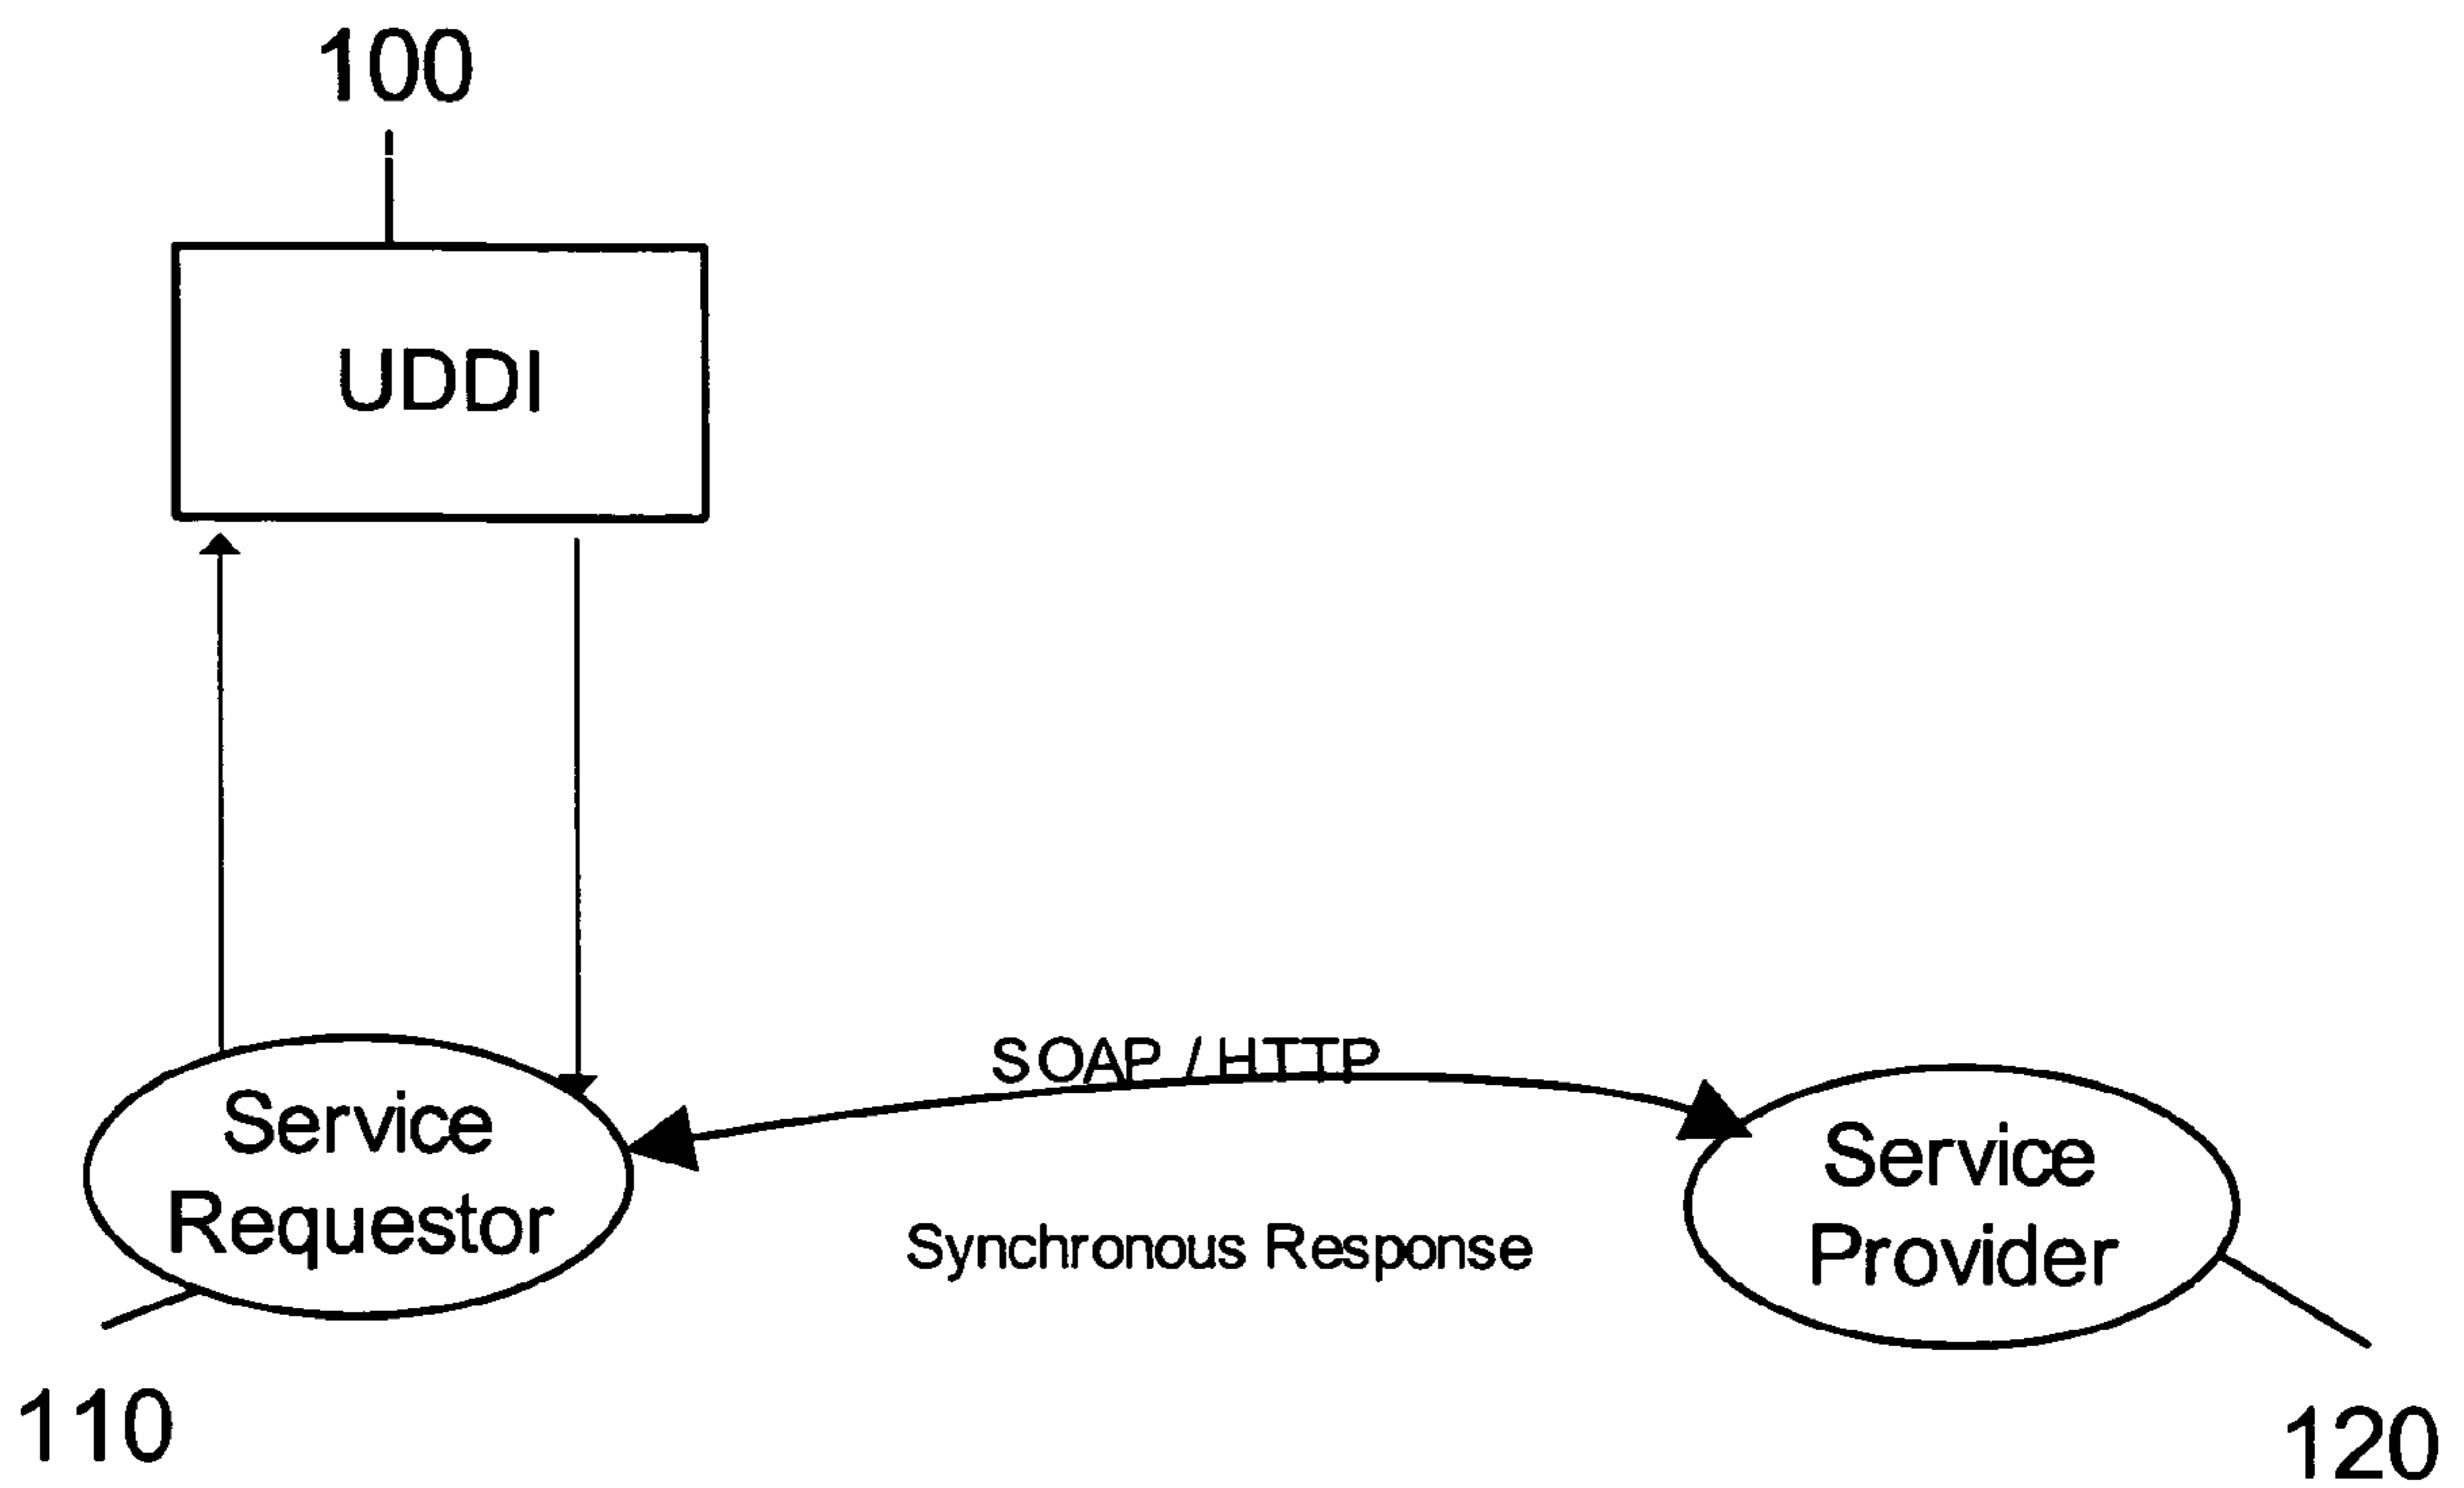 100
UDDI
SOAP / HTTP
Service
Requestor
Service
Provider
Synchronous Response
110
120